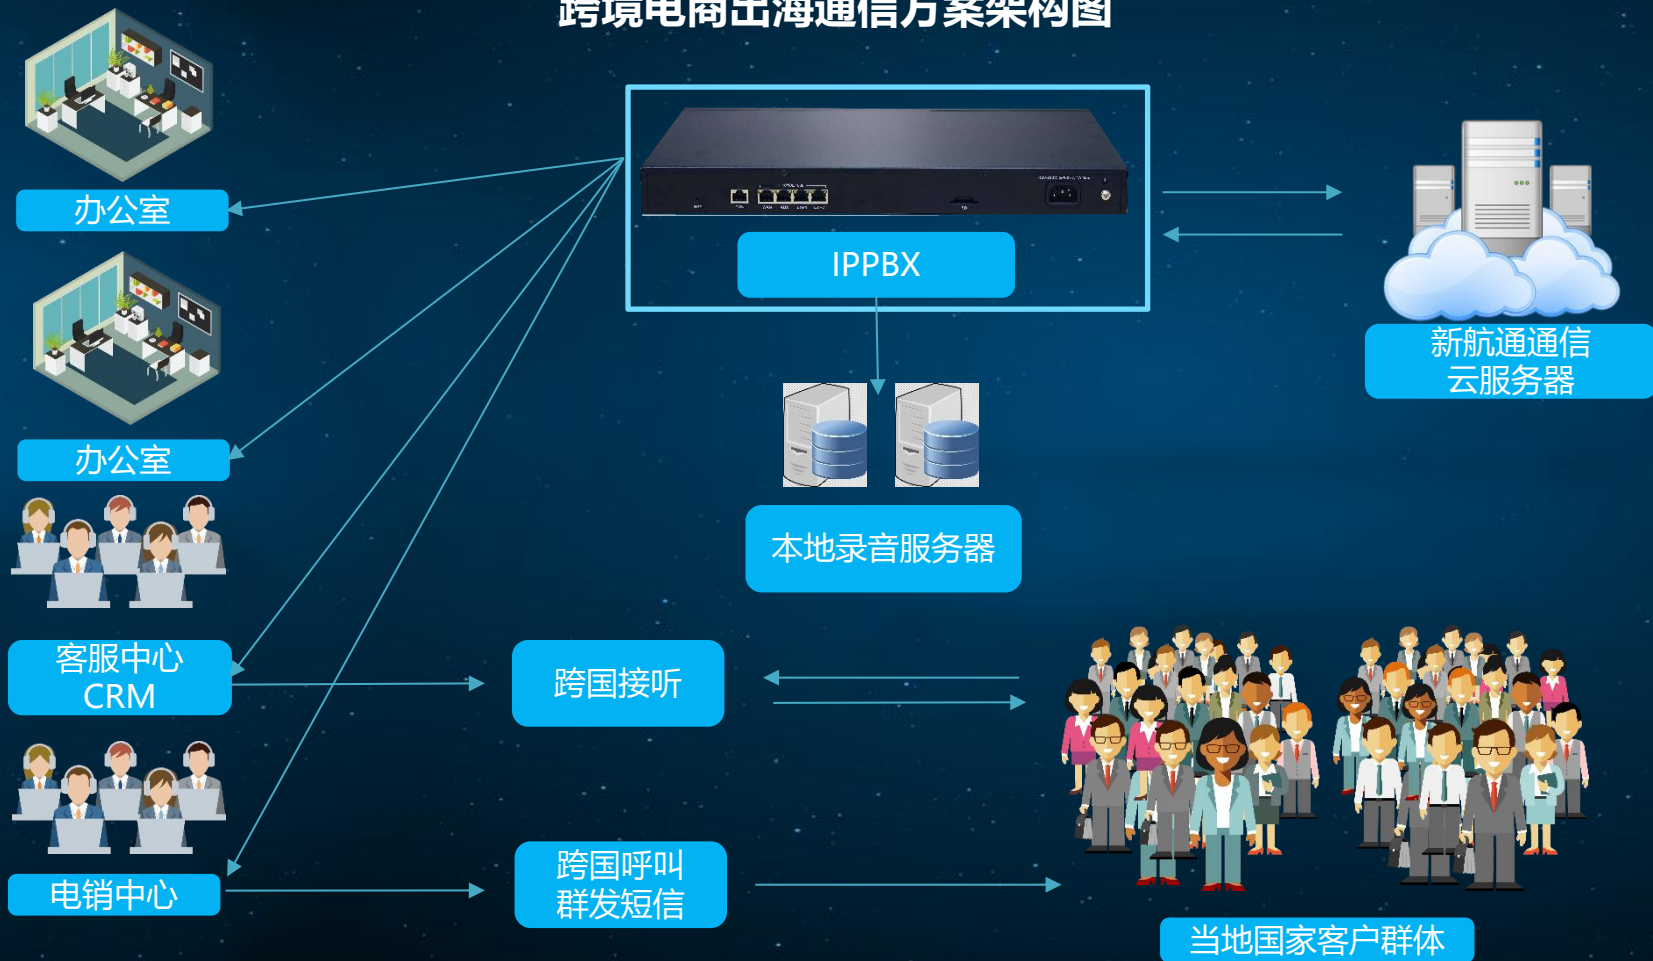 跨境电商出海通信方案架构图
办公室
IPPBX
新航通通信
云服务器
办公室
本地录音服务器
客服中心
CRM
跨国接听
电销中心
跨国呼叫
群发短信
当地国家客户群体